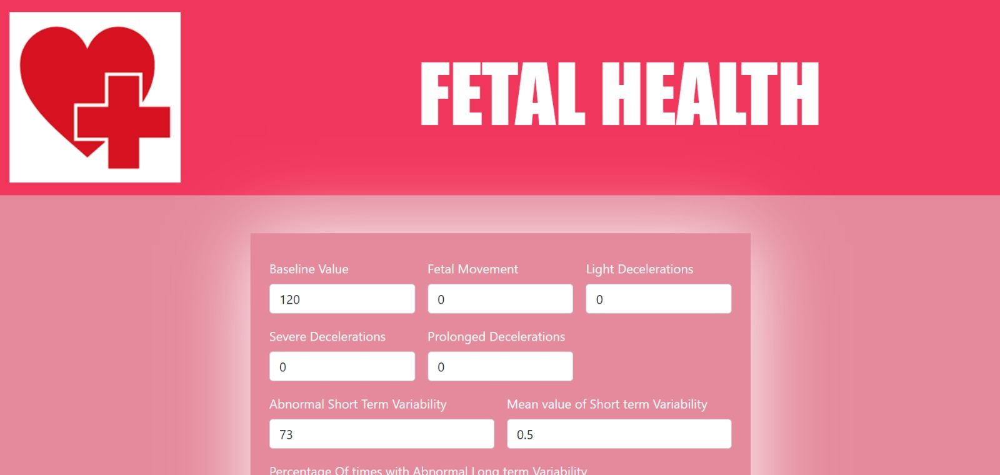 FETAL HEALTH
Baseline Value Fetal Movement Light Decelerations
120 0 0
Severe Decelerations Prolonged Decelerations
0 0
Abnormal Short Term Variability Mean value of Short term Variability
73 0.5
Percentage Of times with Abnormal Long term Variability